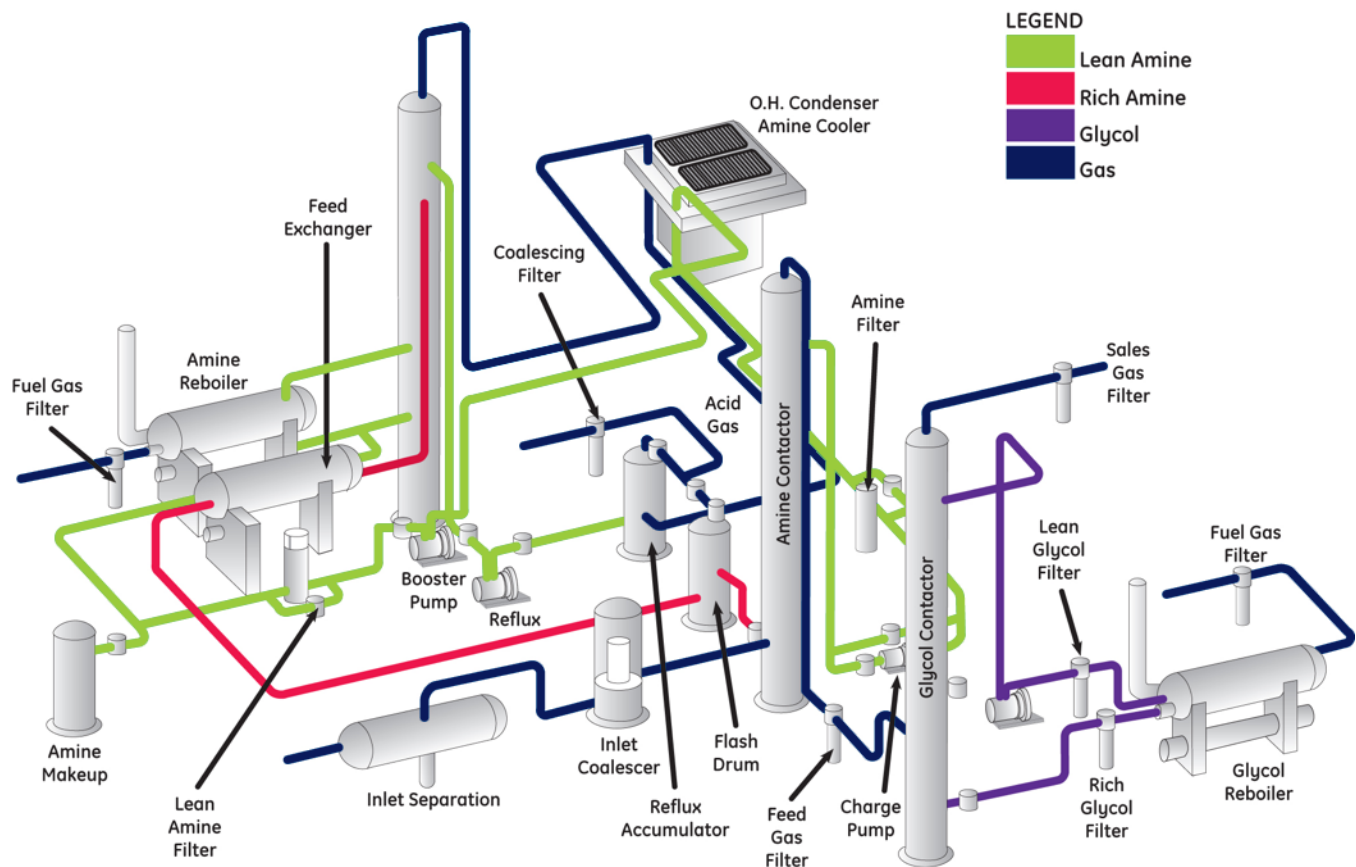 LEGEND
Lean Amine
Rich Amine
Glycol
Gas
O.H. Condenser
Amine Cooler
Feed
Exchanger
Coalescing
Filter
Amine
Filter
Sales
Gas
Filter
Amine
Reboiler
Fuel Gas
Filter
Acid
Gas
Amine Contactor
Glycol Contactor
Lean
Glycol
Filter
Fuel Gas
Filter
Booster
Pump
Reflux
Amine
Makeup
Lean
Amine
Filter
Inlet Separation
Inlet
Coalescer
Reflux
Accumulator
Flash
Drum
Feed
Gas
Filter
Charge
Pump
Rich
Glycol
Filter
Glycol
Reboiler